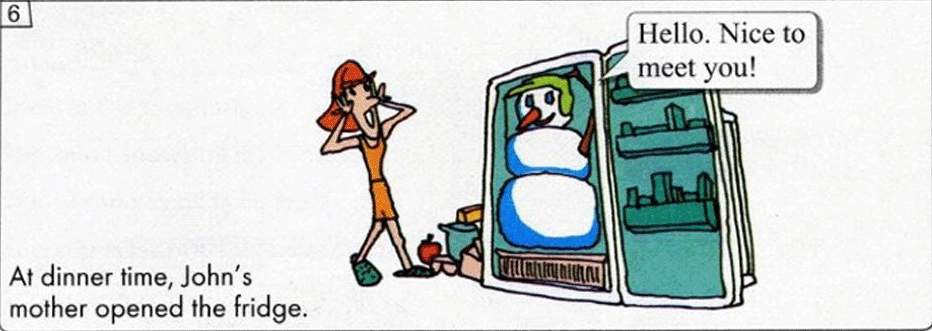 6
Hello. Nice to
meet you!
At dinner time, John's
mother opened the fridge.